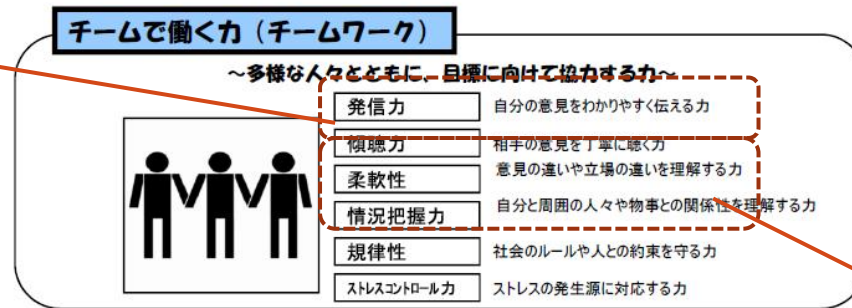 チームで働く力（チームワーク）
～多様な人々とともに、目標に向けて協力する力～
発信力 自分の意見をわかりやすく伝える力
傾聴力 相手の意見を丁寧に聴く力
柔軟性 意見の違いや立場の違いを理解する力
情況把握力 自分と周囲の人々や物事との関係性を理解する力
規律性 社会のルールや人との約束を守る力
ストレスコントロール力 ストレスの発生源に対応する力